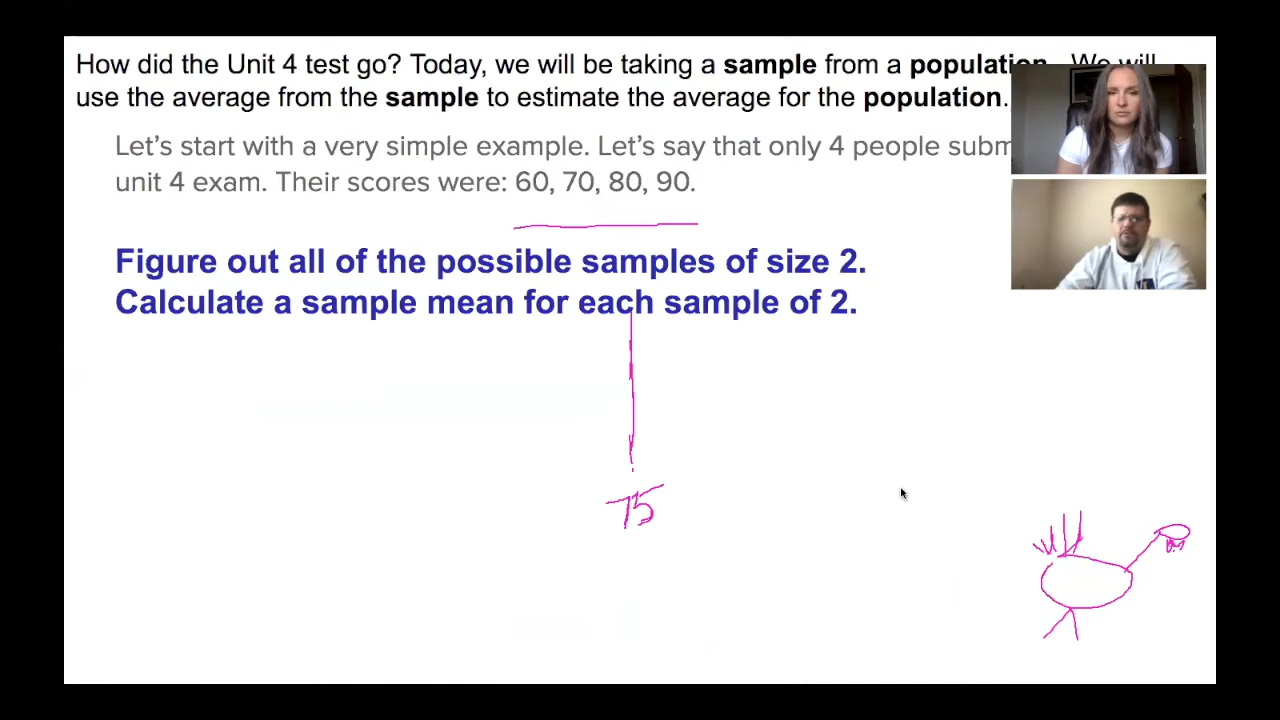 How did the Unit 4 test go? Today, we will be taking a sample from a population. We will
use the average from the sample to estimate the average for the population.
Let's start with a very simple example. Let's say that only 4 people
unit 4 exam. Their scores were: 60, 70, 80, 90.
Figure out all of the possible samples of size 2.
Calculate a sample mean for each sample of 2.
75